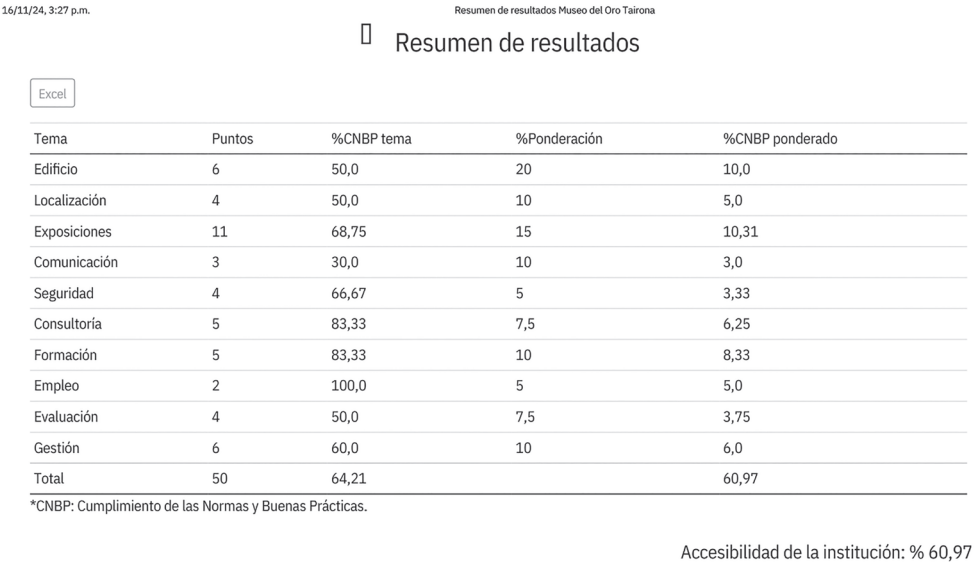 16/11/24, 3:27 p.m. Resumen de resultados Museo del Oro Tairona
Resumen de resultados
Excel
Tema Puntos %CNBP tema %Ponderación %CNBP ponderado
Edificio 6 50,0 20 10,0
Localización 4 50,0 10 5,0
Exposiciones 11 68,75 15 10,31
Comunicación 3 30,0 10 3,0
Seguridad 4 66,67 5 3,33
Consultoría 5 83,33 7,5 6,25
Formación 5 83,33 10 8,33
Empleo 2 100,0 5 5,0
Evaluación 4 50,0 7,5 3,75
Gestión 6 60,0 10 6,0
Total 50 64,21 60,97
*CNBP: Cumplimiento de las Normas y Buenas Prácticas.
Accesibilidad de la institución: % 60,97